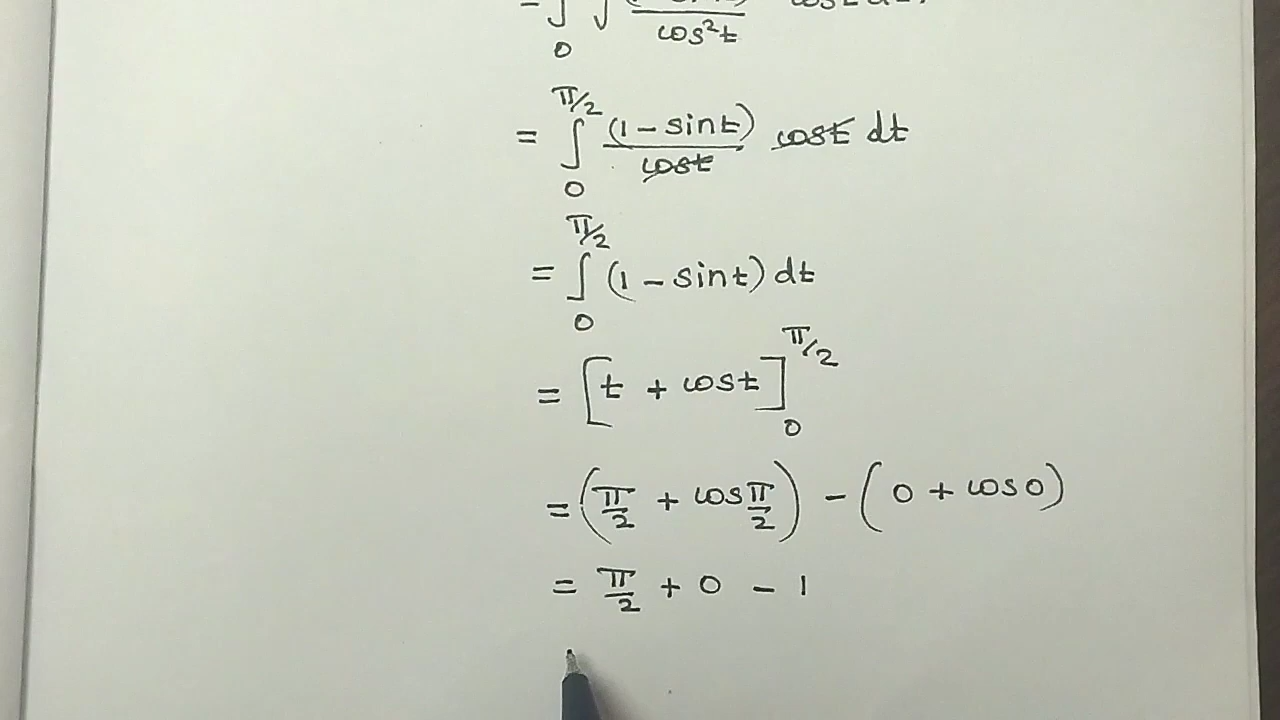 cos²t
0
= ∫₀^π/2 (1 - sint)/cost cost dt
= ∫₀^π/2 (1 - sint) dt
= [t + cost]₀^π/2
= (π/2 + cos π/2) - (0 + cos0)
= π/2 + 0 - 1